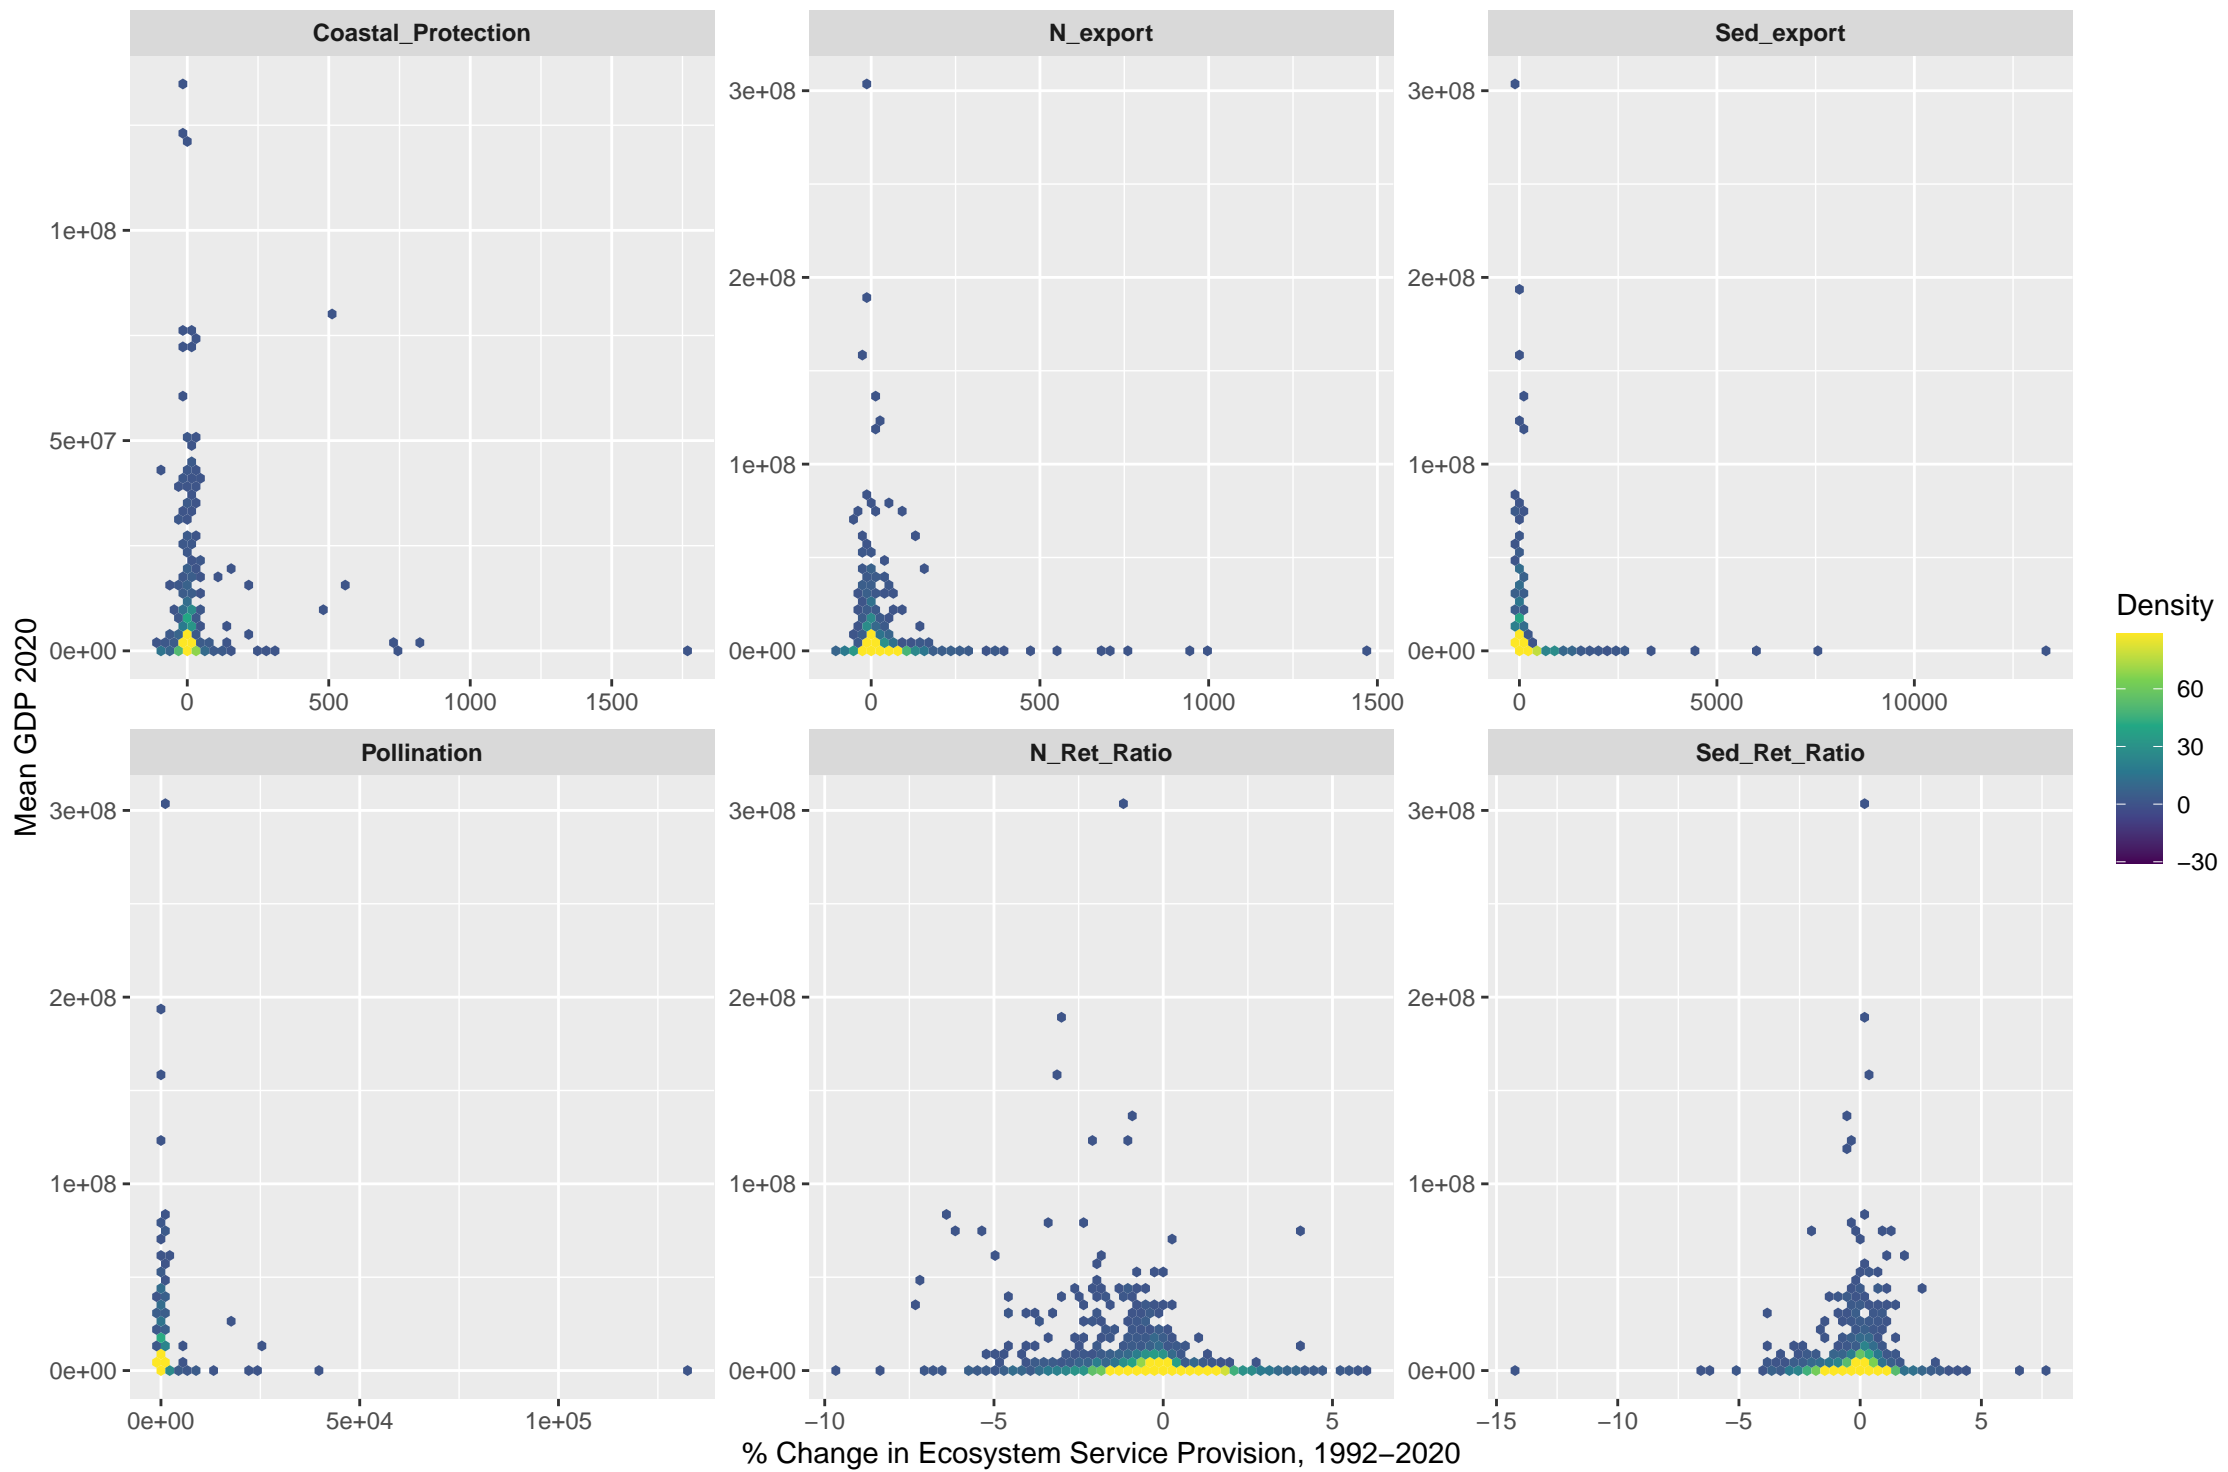 Coastal_Protection
N_export
Sed_export
1e+08
5e+07
0e+00
3e+08
2e+08
1e+08
0e+00
3e+08
2e+08
1e+08
0e+00
0 500 1000 1500
0 500 1000 1500
0 5000 10000
Mean GDP 2020
Pollination
N_Ret_Ratio
Sed_Ret_Ratio
3e+08
2e+08
1e+08
0e+00
3e+08
2e+08
1e+08
0e+00
3e+08
2e+08
1e+08
0e+00
0e+00 5e+04 1e+05
−10 −5 0 5
−15 −10 −5 0 5
% Change in Ecosystem Service Provision, 1992−2020
Density
60
30
0
−30